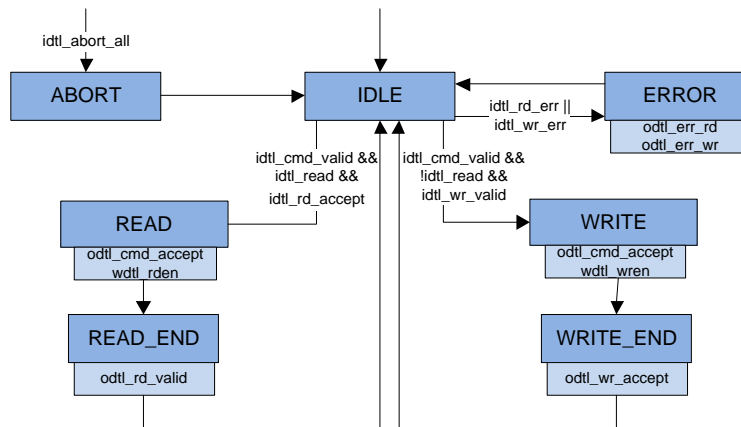 idtl_abort_all
ABORT
IDLE
ERROR
idtl_rd_err ||
idtl_wr_err
odtl_err_rd
odtl_err_wr
idtl_cmd_valid &&
idtl_read &&
idtl_rd_accept
idtl_cmd_valid &&
!idtl_read &&
idtl_wr_valid
READ
odtl_cmd_accept
wdtl_rden
WRITE
odtl_cmd_accept
wdtl_wren
READ_END
odtl_rd_valid
WRITE_END
odtl_wr_accept